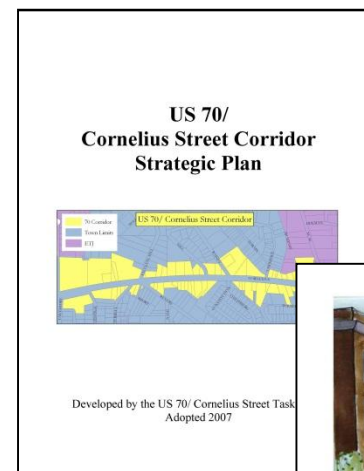 US 70/
Cornelius Street Corridor
Strategic Plan
US 70/ Cornelius Street Corridor
70 Corridor
Town Limits
ETJ
Developed by the US 70/ Cornelius Street Task
Adopted 2007